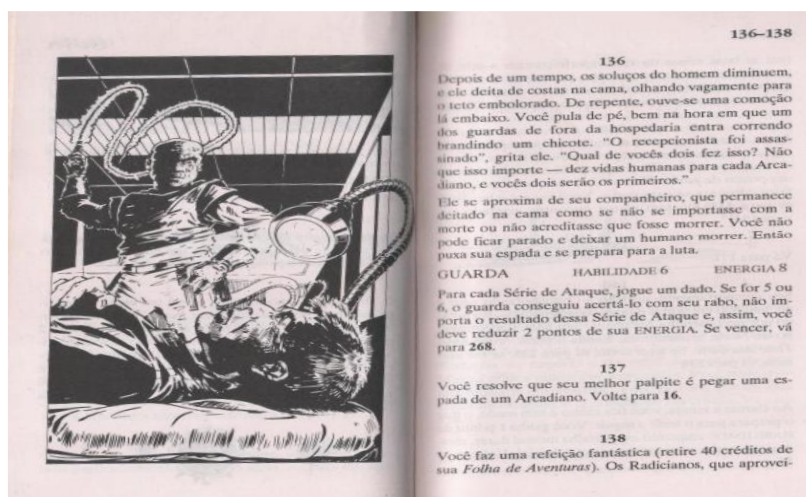 136–138
136
Depois de um tempo, os soluços do homem diminuem,
e ele deita de costas na cama, olhando vagamente para
o teto embolorado. De repente, ouve-se uma comoção
lá embaixo. Você pula de pé, bem na hora em que um
dos guardas de fora da hospedaria entra correndo
brandindo um chicote. “O recepcionista foi assas-
sinado”, grita ele. “Qual de vocês dois fez isso? Não
que isso importe — dez vidas humanas para cada Arca-
diano, e vocês dois serão os primeiros.”
Ele se aproxima de seu companheiro, que permanece
deitado na cama como se não se importasse com a
morte ou não acreditasse que fosse morrer. Você não
pode ficar parado e deixar um humano morrer. Então
puxa sua espada e se prepara para a luta.
GUARDA HABILIDADE 6 ENERGIA 8
Para cada Série de Ataque, jogue um dado. Se for 5 ou
6, o guarda conseguiu acertá-lo com seu rabo, não im-
porta o resultado dessa Série de Ataque e, assim, você
deve reduzir 2 pontos de sua ENERGIA. Se vencer, vá
para 268.
137
Você resolve que seu melhor palpite é pegar uma es-
pada de um Arcadiano. Volte para 16.
138
Você faz uma refeição fantástica (retire 40 créditos de
sua Folha de Aventuras). Os Radicianos, que aprovei-